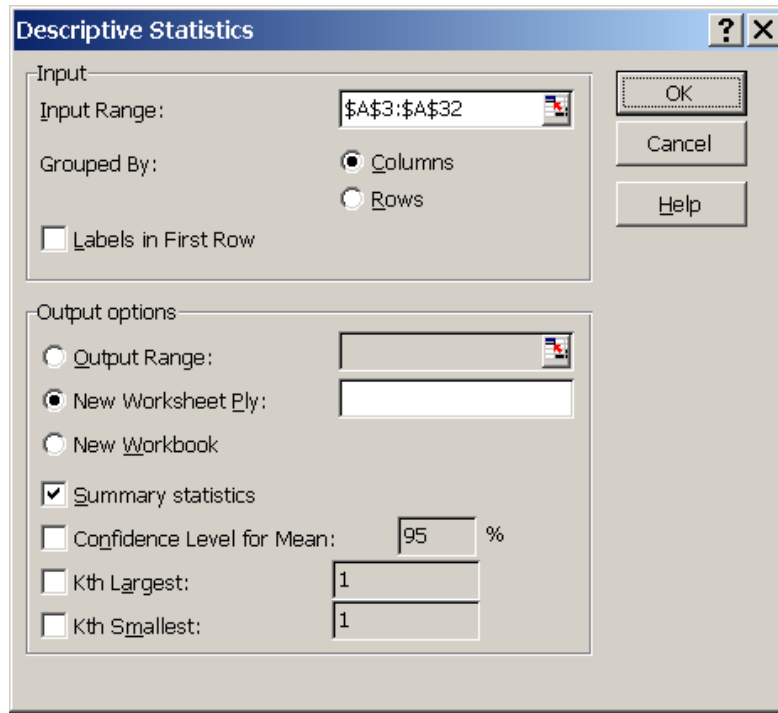 Descriptive Statistics ? X
Input
Input Range: $A$3:$A$32
Grouped By: Columns
Rows
Labels in First Row
OK
Cancel
Help
Output options
Output Range:
New Worksheet Ply:
New Workbook
Summary statistics
Confidence Level for Mean: 95 %
Kth Largest: 1
Kth Smallest: 1